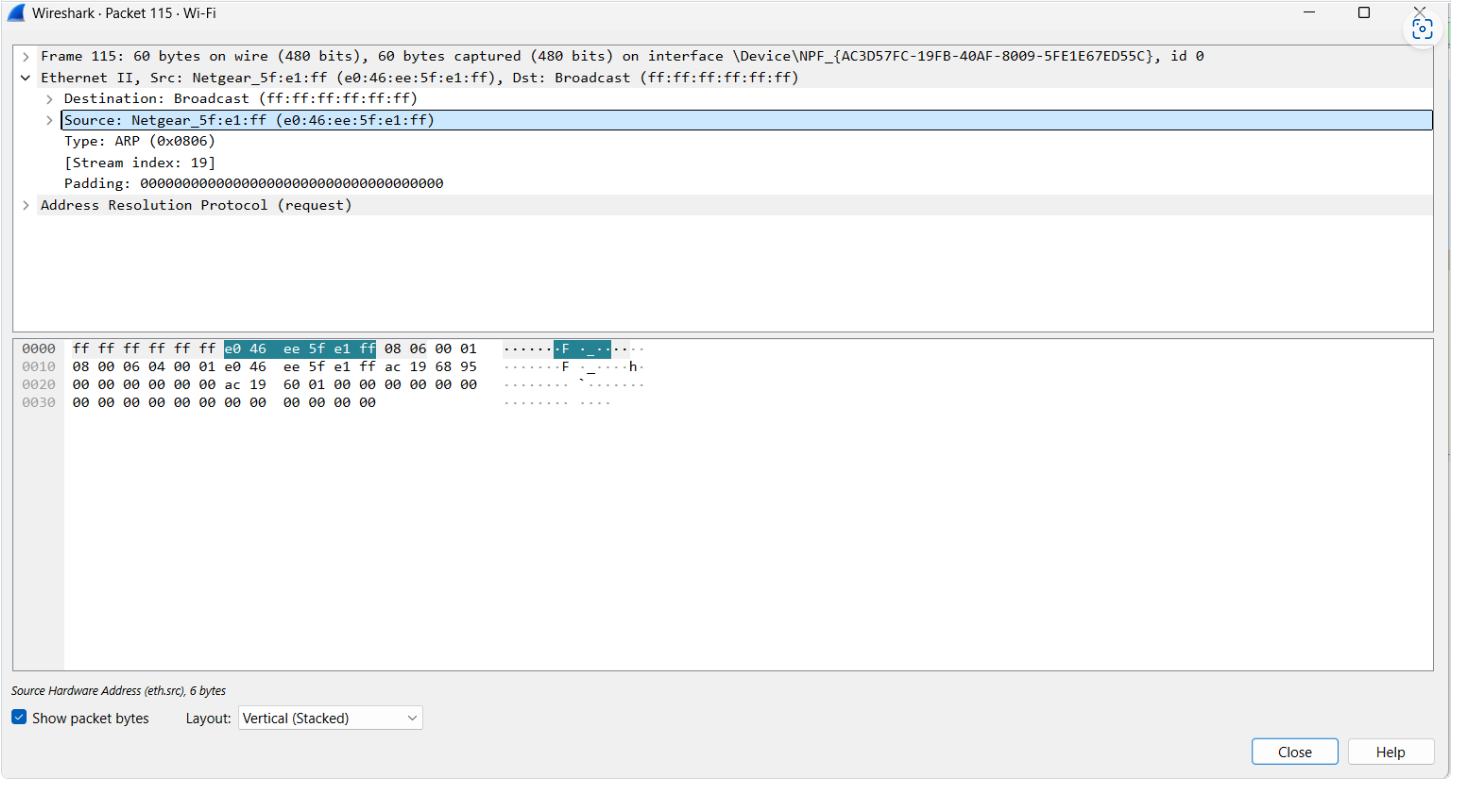 Wireshark · Packet 115 · Wi-Fi
Frame 115: 60 bytes on wire (480 bits), 60 bytes captured (480 bits) on interface \Device\NPF_{AC3D57FC-19FB-40AF-8009-5FE1E67ED55C}, id 0
Ethernet II, Src: Netgear_5f:e1:ff (e0:46:ee:5f:e1:ff), Dst: Broadcast (ff:ff:ff:ff:ff:ff)
Destination: Broadcast (ff:ff:ff:ff:ff:ff)
Source: Netgear_5f:e1:ff (e0:46:ee:5f:e1:ff)
Type: ARP (0x0806)
[Stream index: 19]
Padding: 000000000000000000000000000000000000
Address Resolution Protocol (request)
0000 ff ff ff ff ff ff e0 46 ee 5f e1 ff 08 06 00 01 ·······F ·_······
0010 08 00 06 04 00 01 e0 46 ee 5f e1 ff ac 19 68 95 ·······F ·_····h·
0020 00 00 00 00 00 00 ac 19 60 01 00 00 00 00 00 00 ········ `·······
0030 00 00 00 00 00 00 00 00 00 00 00 00 ········ ····
Source Hardware Address (eth.src), 6 bytes
Show packet bytes Layout: Vertical (Stacked)
Close Help